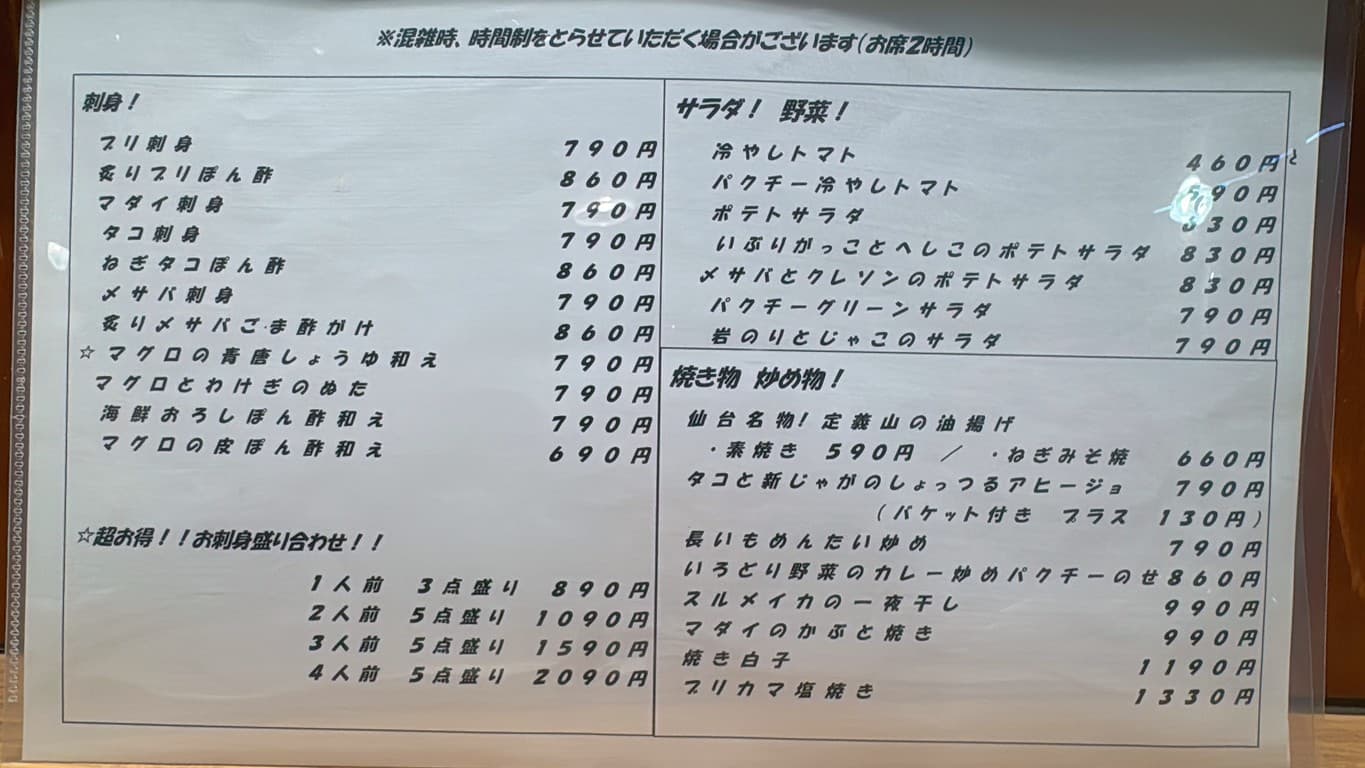 ※混雑時、時間制をとらせていただく場合がございます(お席2時間)
刺身!
ブリ刺身 790円
炙りブリぽん酢 860円
マダイ刺身 790円
タコ刺身 790円
ねぎタコぽん酢 860円
〆サバ刺身 790円
炙り〆サバごま酢がけ 860円
☆マグロの青唐しょうゆ和え 790円
マグロとわけぎのぬた 790円
海鮮おろしぽん酢和え 790円
マグロの皮ぽん酢和え 690円
☆超お得!!お刺身盛り合わせ!!
1人前 3点盛り 890円
2人前 5点盛り 1090円
3人前 5点盛り 1590円
4人前 5点盛り 2090円
サラダ! 野菜!
冷やしトマト 460円
パクチー冷やしトマト 590円
ポテトサラダ 630円
いぶりがっことへしこのポテトサラダ 830円
〆サバとクレソンのポテトサラダ 830円
パクチーグリーンサラダ 790円
岩のりとじゃこのサラダ 790円
焼き物 炒め物!
仙台名物!定義山の油揚げ
・素焼き 590円 / ・ねぎみそ焼 660円
タコと新じゃがのしょっつるアヒージョ 790円
(バケット付き プラス 130円)
長いもめんたい炒め 790円
いろどり野菜のカレー炒めパクチーのせ 860円
スルメイカの一夜干し 990円
マダイのかぶと焼き 990円
焼き白子 1190円
ブリカマ塩焼き 1330円